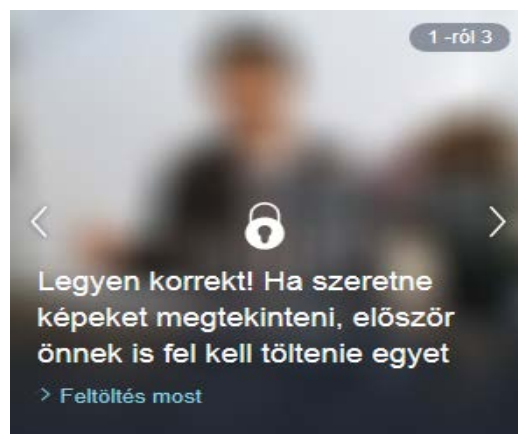 1 -ról 3
Legyen korrekt! Ha szeretne
képeket megtekinteni, először
önnek is fel kell töltenie egyet
> Feltöltés most